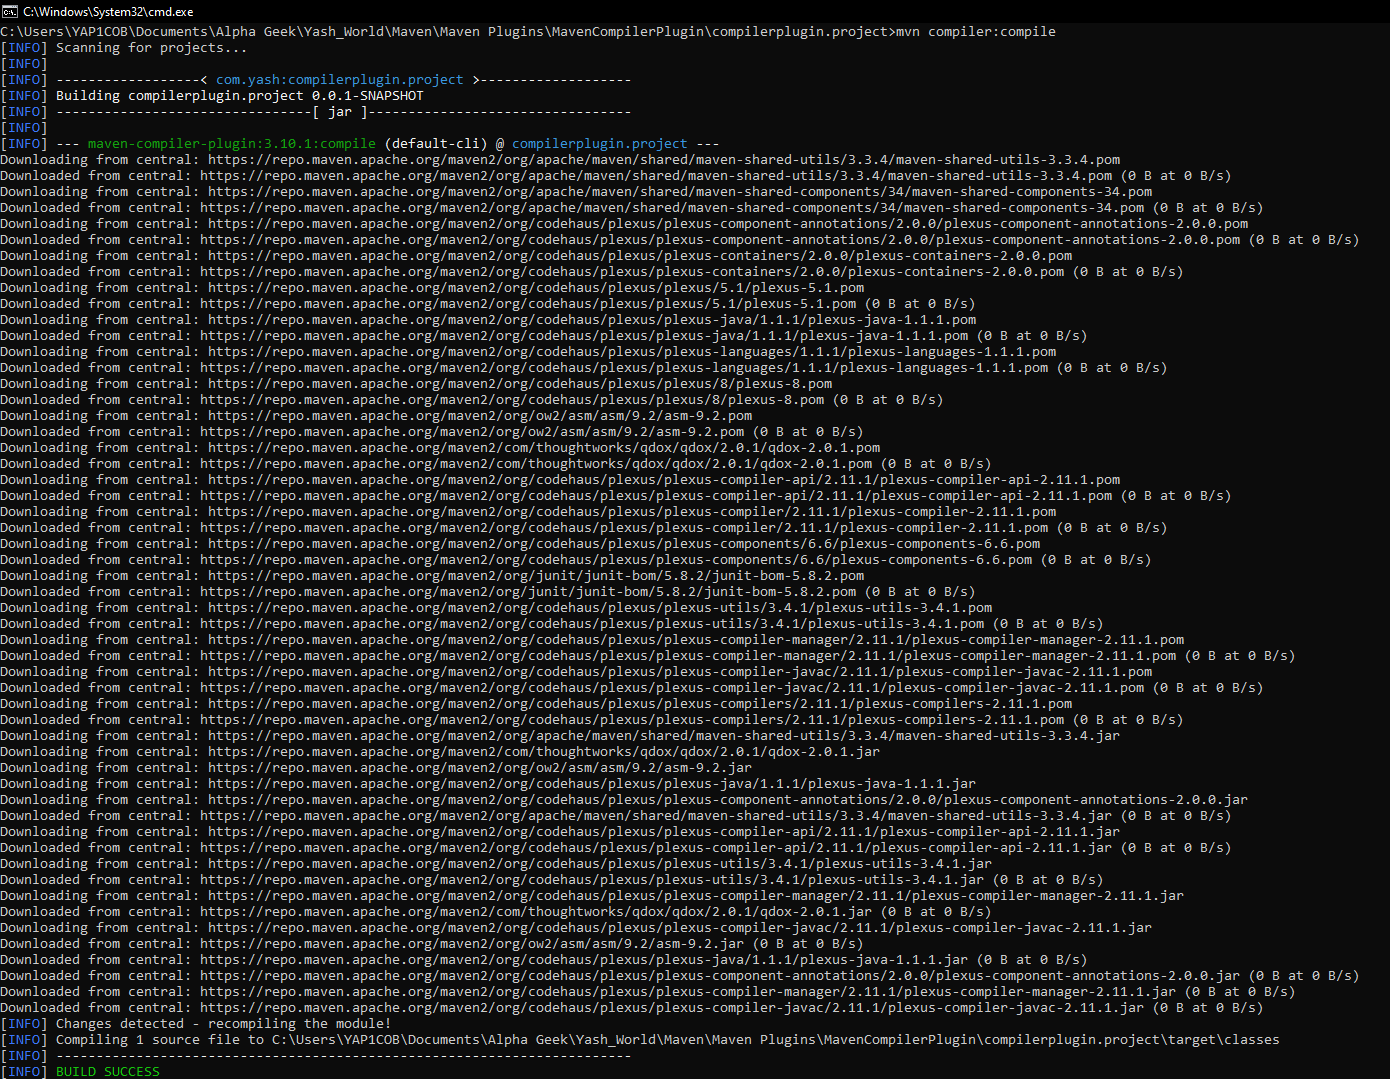 C:\Windows\System32\cmd.exe
C:\Users\YAP1COB\Documents\Alpha Geek\Yash_World\Maven\Maven Plugins\MavenCompilerPlugin\compilerplugin.project>mvn compiler:compile
[INFO] Scanning for projects...
[INFO]
[INFO] ------------------< com.yash:compilerplugin.project >-------------------
[INFO] Building compilerplugin.project 0.0.1-SNAPSHOT
[INFO] --------------------------------[ jar ]---------------------------------
[INFO]
[INFO] --- maven-compiler-plugin:3.10.1:compile (default-cli) @ compilerplugin.project ---
Downloading from central: https://repo.maven.apache.org/maven2/org/apache/maven/shared/maven-shared-utils/3.3.4/maven-shared-utils-3.3.4.pom
Downloaded from central: https://repo.maven.apache.org/maven2/org/apache/maven/shared/maven-shared-utils/3.3.4/maven-shared-utils-3.3.4.pom (0 B at 0 B/s)
Downloading from central: https://repo.maven.apache.org/maven2/org/apache/maven/shared/maven-shared-components/34/maven-shared-components-34.pom
Downloaded from central: https://repo.maven.apache.org/maven2/org/apache/maven/shared/maven-shared-components/34/maven-shared-components-34.pom (0 B at 0 B/s)
Downloading from central: https://repo.maven.apache.org/maven2/org/codehaus/plexus/plexus-component-annotations/2.0.0/plexus-component-annotations-2.0.0.pom
Downloaded from central: https://repo.maven.apache.org/maven2/org/codehaus/plexus/plexus-component-annotations/2.0.0/plexus-component-annotations-2.0.0.pom (0 B at 0 B/s)
Downloading from central: https://repo.maven.apache.org/maven2/org/codehaus/plexus/plexus-containers/2.0.0/plexus-containers-2.0.0.pom
Downloaded from central: https://repo.maven.apache.org/maven2/org/codehaus/plexus/plexus-containers/2.0.0/plexus-containers-2.0.0.pom (0 B at 0 B/s)
Downloading from central: https://repo.maven.apache.org/maven2/org/codehaus/plexus/plexus/5.1/plexus-5.1.pom
Downloaded from central: https://repo.maven.apache.org/maven2/org/codehaus/plexus/plexus/5.1/plexus-5.1.pom (0 B at 0 B/s)
Downloading from central: https://repo.maven.apache.org/maven2/org/codehaus/plexus/plexus-java/1.1.1/plexus-java-1.1.1.pom
Downloaded from central: https://repo.maven.apache.org/maven2/org/codehaus/plexus/plexus-java/1.1.1/plexus-java-1.1.1.pom (0 B at 0 B/s)
Downloading from central: https://repo.maven.apache.org/maven2/org/codehaus/plexus/plexus-languages/1.1.1/plexus-languages-1.1.1.pom
Downloaded from central: https://repo.maven.apache.org/maven2/org/codehaus/plexus/plexus-languages/1.1.1/plexus-languages-1.1.1.pom (0 B at 0 B/s)
Downloading from central: https://repo.maven.apache.org/maven2/org/codehaus/plexus/plexus/8/plexus-8.pom
Downloaded from central: https://repo.maven.apache.org/maven2/org/codehaus/plexus/plexus/8/plexus-8.pom (0 B at 0 B/s)
Downloading from central: https://repo.maven.apache.org/maven2/org/ow2/asm/asm/9.2/asm-9.2.pom
Downloaded from central: https://repo.maven.apache.org/maven2/org/ow2/asm/asm/9.2/asm-9.2.pom (0 B at 0 B/s)
Downloading from central: https://repo.maven.apache.org/maven2/com/thoughtworks/qdox/qdox/2.0.1/qdox-2.0.1.pom
Downloaded from central: https://repo.maven.apache.org/maven2/com/thoughtworks/qdox/qdox/2.0.1/qdox-2.0.1.pom (0 B at 0 B/s)
Downloading from central: https://repo.maven.apache.org/maven2/org/codehaus/plexus/plexus-compiler-api/2.11.1/plexus-compiler-api-2.11.1.pom
Downloaded from central: https://repo.maven.apache.org/maven2/org/codehaus/plexus/plexus-compiler-api/2.11.1/plexus-compiler-api-2.11.1.pom (0 B at 0 B/s)
Downloading from central: https://repo.maven.apache.org/maven2/org/codehaus/plexus/plexus-compiler/2.11.1/plexus-compiler-2.11.1.pom
Downloaded from central: https://repo.maven.apache.org/maven2/org/codehaus/plexus/plexus-compiler/2.11.1/plexus-compiler-2.11.1.pom (0 B at 0 B/s)
Downloading from central: https://repo.maven.apache.org/maven2/org/codehaus/plexus/plexus-components/6.6/plexus-components-6.6.pom
Downloaded from central: https://repo.maven.apache.org/maven2/org/codehaus/plexus/plexus-components/6.6/plexus-components-6.6.pom (0 B at 0 B/s)
Downloading from central: https://repo.maven.apache.org/maven2/org/junit/junit-bom/5.8.2/junit-bom-5.8.2.pom
Downloaded from central: https://repo.maven.apache.org/maven2/org/junit/junit-bom/5.8.2/junit-bom-5.8.2.pom (0 B at 0 B/s)
Downloading from central: https://repo.maven.apache.org/maven2/org/codehaus/plexus/plexus-utils/3.4.1/plexus-utils-3.4.1.pom
Downloaded from central: https://repo.maven.apache.org/maven2/org/codehaus/plexus/plexus-utils/3.4.1/plexus-utils-3.4.1.pom (0 B at 0 B/s)
Downloading from central: https://repo.maven.apache.org/maven2/org/codehaus/plexus/plexus-compiler-manager/2.11.1/plexus-compiler-manager-2.11.1.pom
Downloaded from central: https://repo.maven.apache.org/maven2/org/codehaus/plexus/plexus-compiler-manager/2.11.1/plexus-compiler-manager-2.11.1.pom (0 B at 0 B/s)
Downloading from central: https://repo.maven.apache.org/maven2/org/codehaus/plexus/plexus-compiler-javac/2.11.1/plexus-compiler-javac-2.11.1.pom
Downloaded from central: https://repo.maven.apache.org/maven2/org/codehaus/plexus/plexus-compiler-javac/2.11.1/plexus-compiler-javac-2.11.1.pom (0 B at 0 B/s)
Downloading from central: https://repo.maven.apache.org/maven2/org/codehaus/plexus/plexus-compilers/2.11.1/plexus-compilers-2.11.1.pom
Downloaded from central: https://repo.maven.apache.org/maven2/org/codehaus/plexus/plexus-compilers/2.11.1/plexus-compilers-2.11.1.pom (0 B at 0 B/s)
Downloading from central: https://repo.maven.apache.org/maven2/org/apache/maven/shared/maven-shared-utils/3.3.4/maven-shared-utils-3.3.4.jar
Downloading from central: https://repo.maven.apache.org/maven2/com/thoughtworks/qdox/qdox/2.0.1/qdox-2.0.1.jar
Downloading from central: https://repo.maven.apache.org/maven2/org/ow2/asm/asm/9.2/asm-9.2.jar
Downloading from central: https://repo.maven.apache.org/maven2/org/codehaus/plexus/plexus-java/1.1.1/plexus-java-1.1.1.jar
Downloading from central: https://repo.maven.apache.org/maven2/org/codehaus/plexus/plexus-component-annotations/2.0.0/plexus-component-annotations-2.0.0.jar
Downloaded from central: https://repo.maven.apache.org/maven2/org/apache/maven/shared/maven-shared-utils/3.3.4/maven-shared-utils-3.3.4.jar (0 B at 0 B/s)
Downloading from central: https://repo.maven.apache.org/maven2/org/codehaus/plexus/plexus-compiler-api/2.11.1/plexus-compiler-api-2.11.1.jar
Downloaded from central: https://repo.maven.apache.org/maven2/org/codehaus/plexus/plexus-compiler-api/2.11.1/plexus-compiler-api-2.11.1.jar (0 B at 0 B/s)
Downloading from central: https://repo.maven.apache.org/maven2/org/codehaus/plexus/plexus-utils/3.4.1/plexus-utils-3.4.1.jar
Downloaded from central: https://repo.maven.apache.org/maven2/org/codehaus/plexus/plexus-utils/3.4.1/plexus-utils-3.4.1.jar (0 B at 0 B/s)
Downloading from central: https://repo.maven.apache.org/maven2/org/codehaus/plexus/plexus-compiler-manager/2.11.1/plexus-compiler-manager-2.11.1.jar
Downloaded from central: https://repo.maven.apache.org/maven2/com/thoughtworks/qdox/qdox/2.0.1/qdox-2.0.1.jar (0 B at 0 B/s)
Downloading from central: https://repo.maven.apache.org/maven2/org/codehaus/plexus/plexus-compiler-javac/2.11.1/plexus-compiler-javac-2.11.1.jar
Downloaded from central: https://repo.maven.apache.org/maven2/org/ow2/asm/asm/9.2/asm-9.2.jar (0 B at 0 B/s)
Downloaded from central: https://repo.maven.apache.org/maven2/org/codehaus/plexus/plexus-java/1.1.1/plexus-java-1.1.1.jar (0 B at 0 B/s)
Downloaded from central: https://repo.maven.apache.org/maven2/org/codehaus/plexus/plexus-component-annotations/2.0.0/plexus-component-annotations-2.0.0.jar (0 B at 0 B/s)
Downloaded from central: https://repo.maven.apache.org/maven2/org/codehaus/plexus/plexus-compiler-manager/2.11.1/plexus-compiler-manager-2.11.1.jar (0 B at 0 B/s)
Downloaded from central: https://repo.maven.apache.org/maven2/org/codehaus/plexus/plexus-compiler-javac/2.11.1/plexus-compiler-javac-2.11.1.jar (0 B at 0 B/s)
[INFO] Changes detected - recompiling the module!
[INFO] Compiling 1 source file to C:\Users\YAP1COB\Documents\Alpha Geek\Yash_World\Maven\Maven Plugins\MavenCompilerPlugin\compilerplugin.project\target\classes
[INFO] ------------------------------------------------------------------------
[INFO] BUILD SUCCESS